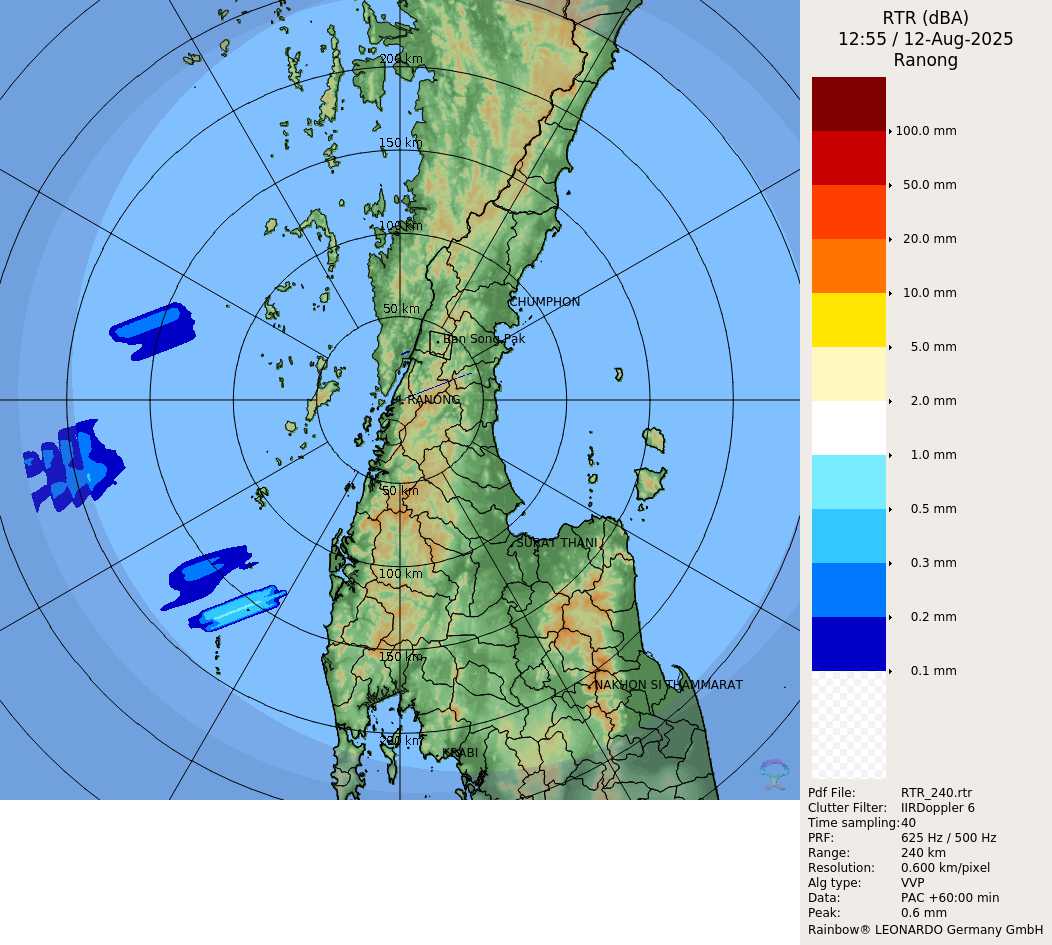 RTR (dBA)
12:55 / 12-Aug-2025
Ranong
200 km
150 km
100 km
50 km
CHUMPHON
Ban Song Pak
RANONG
50 km
SURAT THANI
100 km
150 km
NAKHON SI THAMMARAT
200 km
KRABI
100.0 mm
50.0 mm
20.0 mm
10.0 mm
5.0 mm
2.0 mm
1.0 mm
0.5 mm
0.3 mm
0.2 mm
0.1 mm
Pdf File: RTR_240.rtr
Clutter Filter: IIRDoppler 6
Time sampling:40
PRF: 625 Hz / 500 Hz
Range: 240 km
Resolution: 0.600 km/pixel
Alg type: VVP
Data: PAC +60:00 min
Peak: 0.6 mm
Rainbow® LEONARDO Germany GmbH